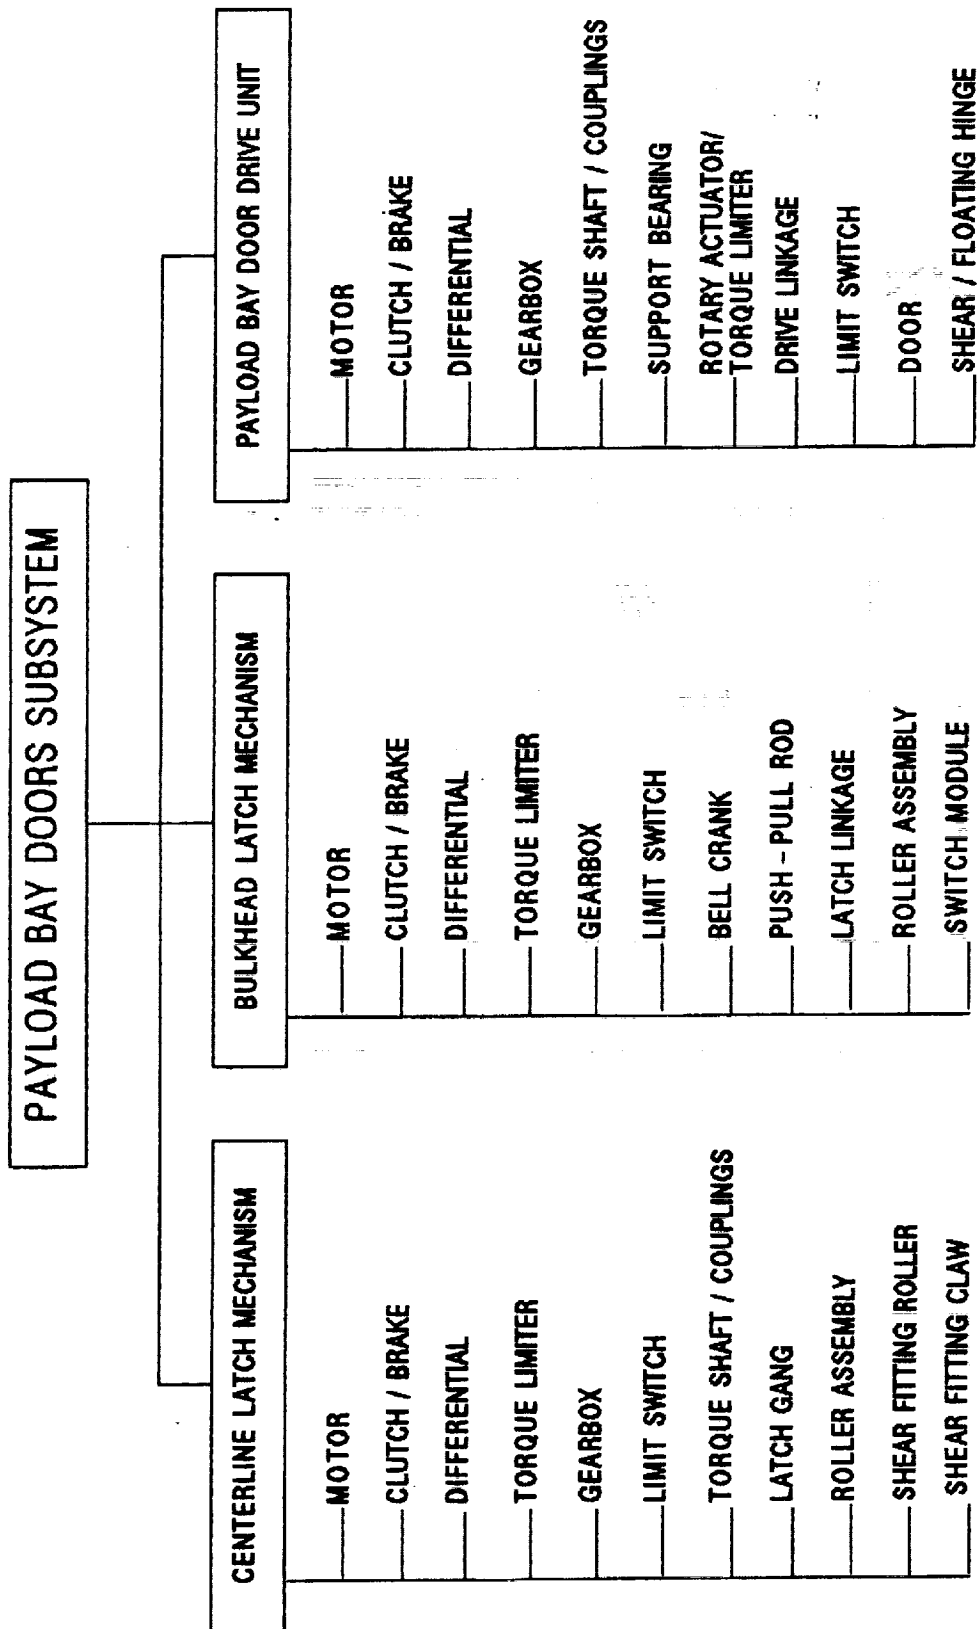 PAYLOAD BAY DOORS SUBSYSTEM
CENTERLINE LATCH MECHANISM
MOTOR
CLUTCH / BRAKE
DIFFERENTIAL
TORQUE LIMITER
GEARBOX
LIMIT SWITCH
TORQUE SHAFT / COUPLINGS
LATCH GANG
ROLLER ASSEMBLY
SHEAR FITTING ROLLER
SHEAR FITTING CLAW
BULKHEAD LATCH MECHANISM
MOTOR
CLUTCH / BRAKE
DIFFERENTIAL
TORQUE LIMITER
GEARBOX
LIMIT SWITCH
BELL CRANK
PUSH - PULL ROD
LATCH LINKAGE
ROLLER ASSEMBLY
SWITCH MODULE
PAYLOAD BAY DOOR DRIVE UNIT
MOTOR
CLUTCH / BRAKE
DIFFERENTIAL
GEARBOX
TORQUE SHAFT / COUPLINGS
SUPPORT BEARING
ROTARY ACTUATOR/
TORQUE LIMITER
DRIVE LINKAGE
LIMIT SWITCH
DOOR
SHEAR / FLOATING HINGE